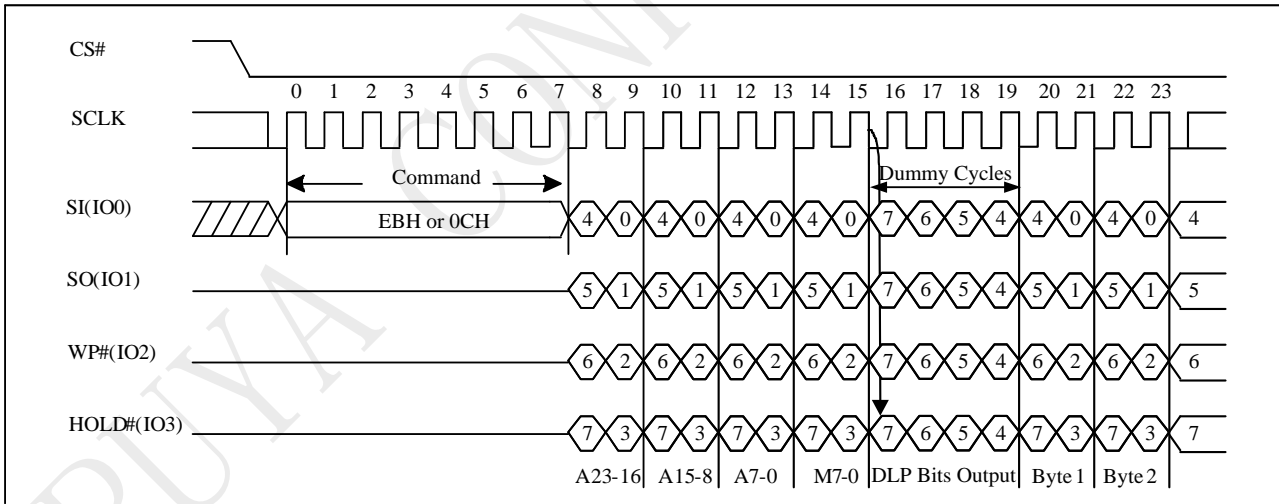 CS#
0 1 2 3 4 5 6 7 8 9 10 11 12 13 14 15 16 17 18 19 20 21 22 23
SCLK
Command Dummy Cycles
SI(IO0) EBH or 0CH 4 0 4 0 4 0 4 0 7 6 5 4 4 0 4 0 4
SO(IO1) 5 1 5 1 5 1 5 1 7 6 5 4 5 1 5 1 5
WP#(IO2) 6 2 6 2 6 2 6 2 7 6 5 4 6 2 6 2 6
HOLD#(IO3) 7 3 7 3 7 3 7 3 7 6 5 4 7 3 7 3 7
A23-16 A15-8 A7-0 M7-0 DLP Bits Output Byte 1 Byte 2
PUYA CON